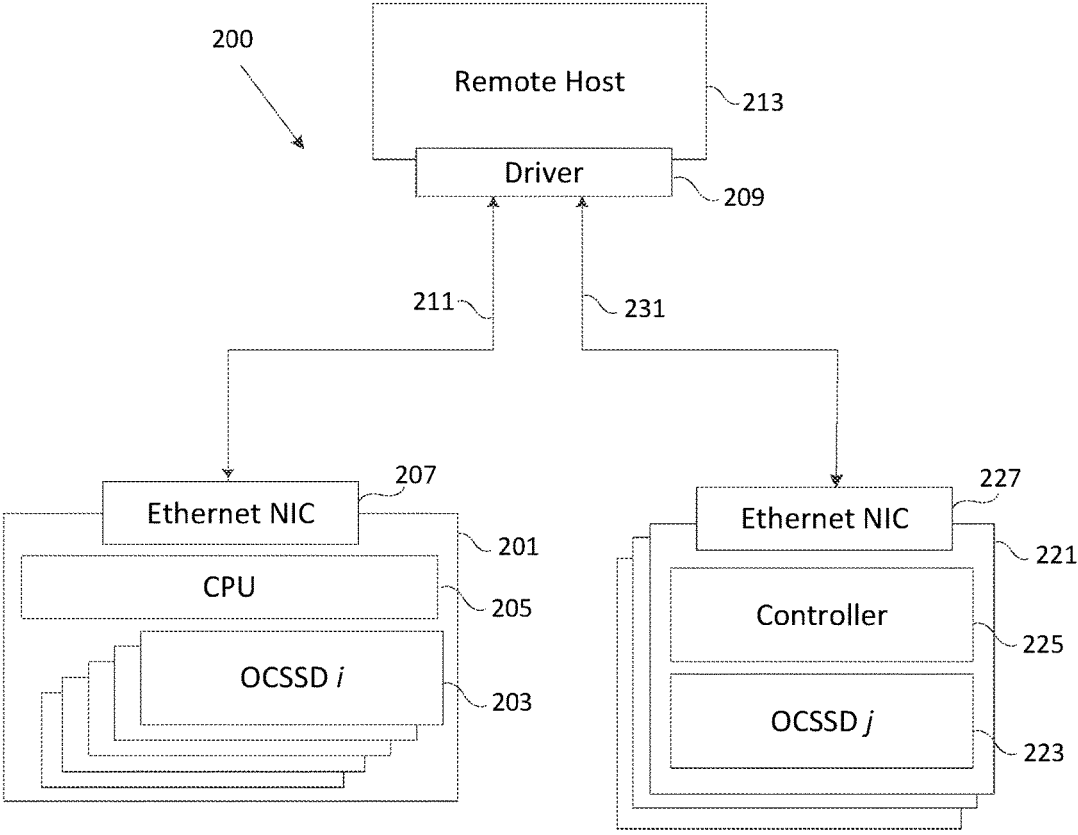 200
Remote Host
213
Driver
209
211
231
Ethernet NIC
207
201
CPU
205
OCSSD i
203
Ethernet NIC
227
221
Controller
225
OCSSD j
223